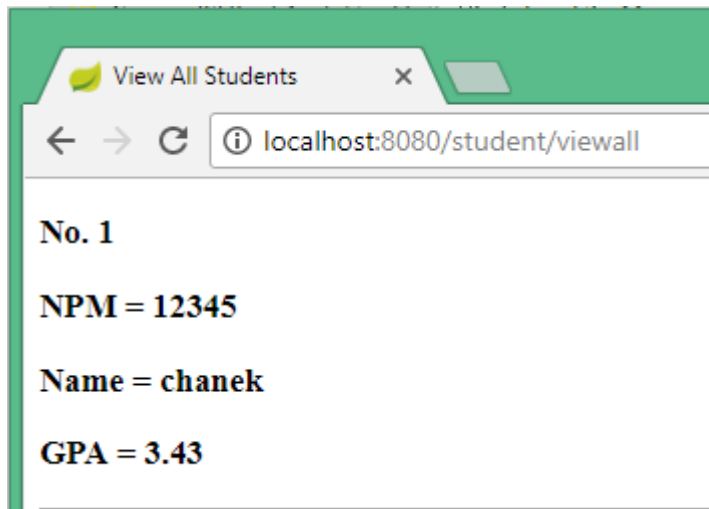 View All Students
localhost:8080/student/viewall
No. 1
NPM = 12345
Name = chanek
GPA = 3.43